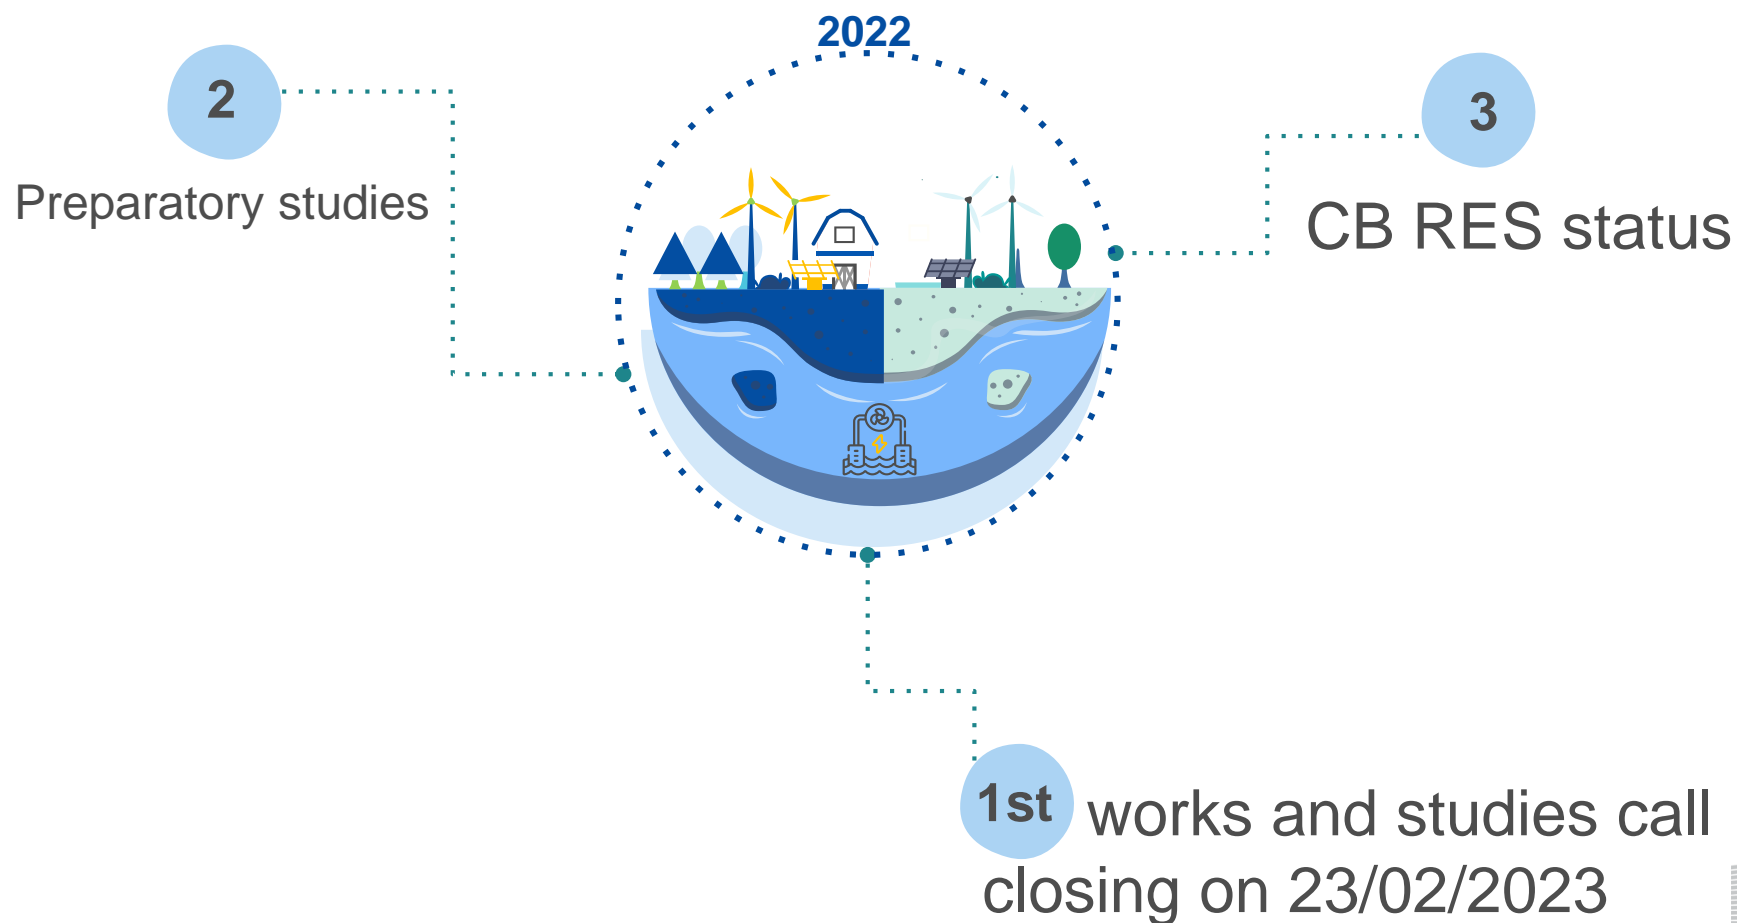 2022
2
Preparatory studies
3
CB RES status
1st works and studies call
closing on 23/02/2023